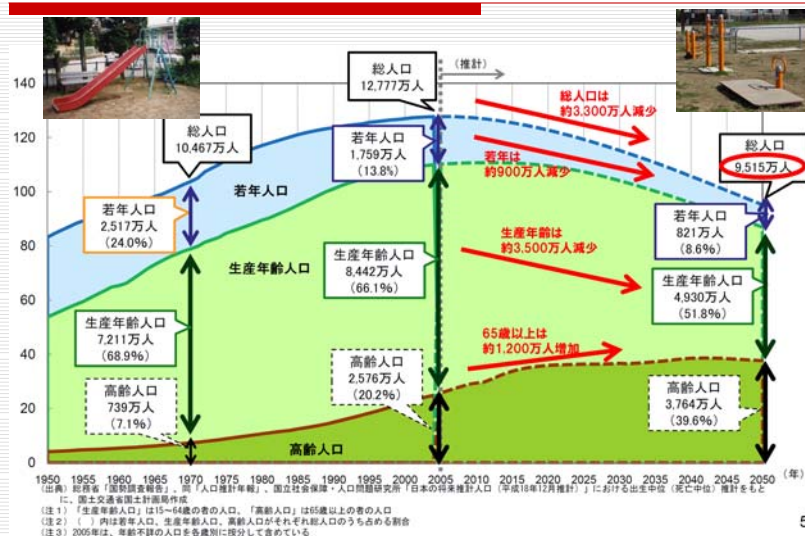 (推計)
140
120
100
80
60
40
20
0
総人口
10,467万人
総人口
12,777万人
総人口は
約3,300万人減少
総人口
9,515万人
若年人口
1,759万人
(13.8%)
若年は
約900万人減少
若年人口
若年人口
2,517万人
(24.0%)
若年人口
821万人
(8.6%)
生産年齢人口
生産年齢人口
8,442万人
(66.1%)
生産年齢は
約3,500万人減少
生産年齢人口
4,930万人
(51.8%)
生産年齢人口
7,211万人
(68.9%)
65歳以上は
約1,200万人増加
高齢人口
739万人
(7.1%)
高齢人口
2,576万人
(20.2%)
高齢人口
3,764万人
(39.6%)
高齢人口
1950 1955 1960 1965 1970 1975 1980 1985 1990 1995 2000 2005 2010 2015 2020 2025 2030 2035 2040 2045 2050 (年)
(出典)総務省「国勢調査報告」、同「人口推計年報」、国立社会保障・人口問題研究所「日本の将来推計人口(平成18年12月推計)」における出生中位(死亡中位)推計をもと
に、国土交通省国土計画局作成
(注1)「生産年齢人口」は15~64歳の者の人口、「高齢人口」は65歳以上の者の人口
(注2)( )内は若年人口、生産年齢人口、高齢人口がそれぞれ総人口のうち占める割合
(注3)2005年は、年齢不詳の人口を各歳別に按分して含めている
5